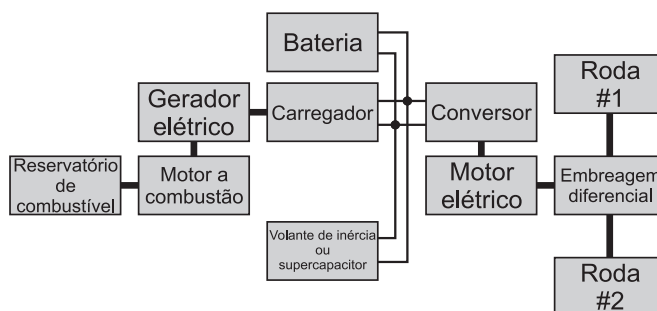 Bateria
Roda
#1
Gerador
elétrico
Carregador
Conversor
Reservatório
de
combustível
Motor a
combustão
Motor
elétrico
Embreagem
diferencial
Volante de inércia
ou
supercapacitor
Roda
#2